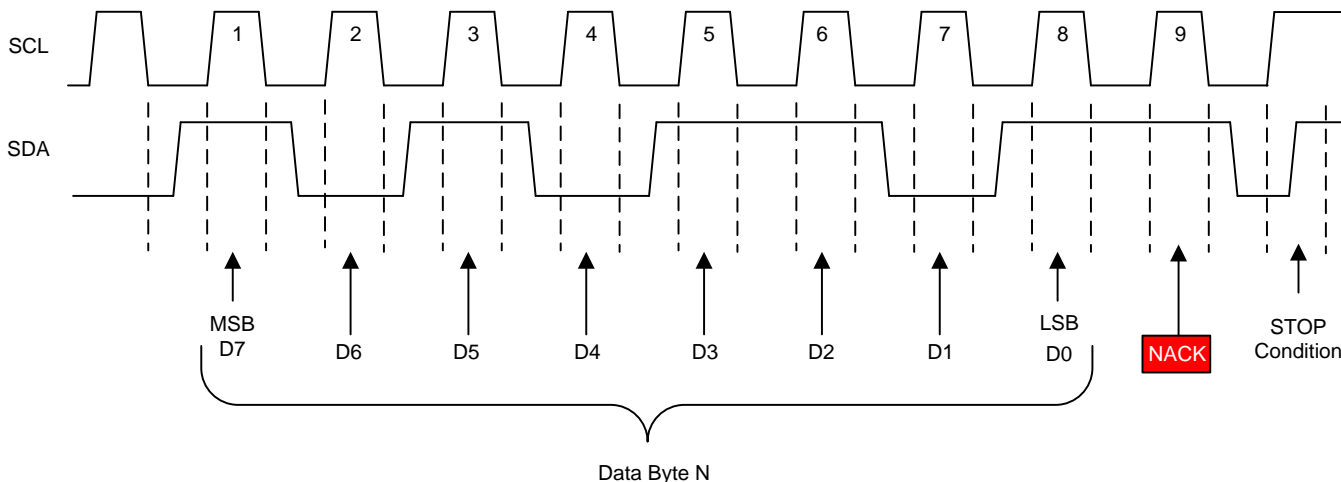 SCL
1 2 3 4 5 6 7 8 9
SDA
MSB
D7
D6
D5
D4
D3
D2
D1
LSB
D0
NACK
STOP
Condition
Data Byte N